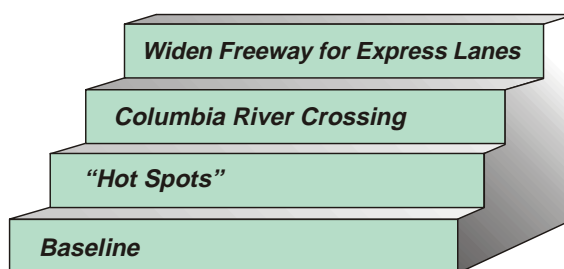 Widen Freeway for Express Lanes
Columbia River Crossing
“Hot Spots”
Baseline